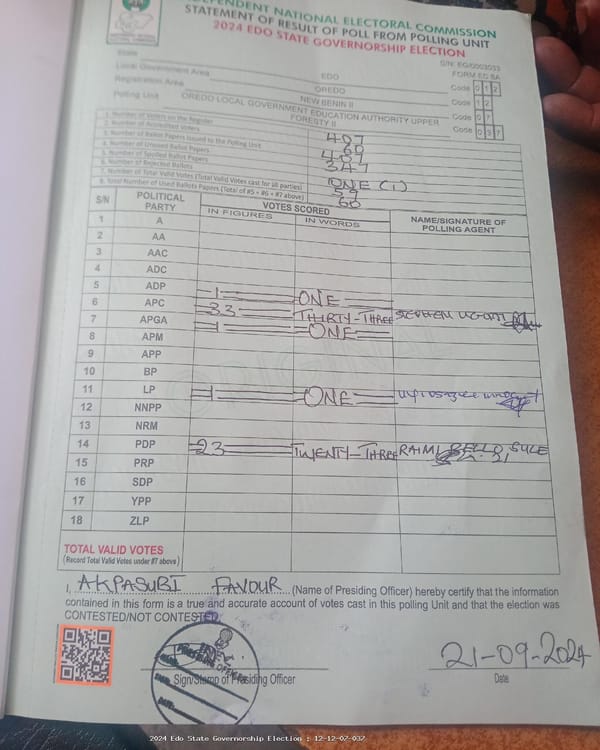 INDEPENDENT NATIONAL ELECTORAL COMMISSION
STATEMENT OF RESULT OF POLL FROM POLLING UNIT
2024 EDO STATE GOVERNORSHIP ELECTION
S/N: EG/0003033
FORM EC 8A
State EDO Code 0 1 2
Local Government Area OREDO Code 1 2
Registration Area NEW BENIN II Code 0 7
Polling Unit OREDO LOCAL GOVERNMENT EDUCATION AUTHORITY UPPER FORESTY II Code 0 3 7
1. Number of Voters on the Register 407
2. Number of Accredited Voters 60
3. Number of Ballot Papers Issued to the Polling Unit 407
4. Number of Unused Ballot Papers 347
5. Number of Spoiled Ballot Papers
6. Number of Rejected Ballots ONE (1)
7. Number of Total Valid Votes (Total Valid Votes cast for all parties) 59
8. Total Number of Used Ballots Papers (Total of #5 + #6 + #7 above) 60
S/N POLITICAL PARTY VOTES SCORED NAME/SIGNATURE OF POLLING AGENT
IN FIGURES IN WORDS
1 A
2 AA
3 AAC
4 ADC
5 ADP 1 ONE
6 APC 33 THIRTY-THREE
7 APGA 1 ONE
8 APM
9 APP
10 BP
11 LP 1 ONE
12 NNPP
13 NRM
14 PDP 23 TWENTY-THREE RAIMI BELLO SULE
15 PRP
16 SDP
17 YPP
18 ZLP
TOTAL VALID VOTES
(Record Total Valid Votes under #7 above)
I, AKPASUBI FAVOUR (Name of Presiding Officer) hereby certify that the information
contained in this form is a true and accurate account of votes cast in this polling Unit and that the election was
CONTESTED/NOT CONTESTED.
21-09-2024
Sign/Stamp of Presiding Officer Date
2024 Edo State Governorship Election : 12-12-07-037